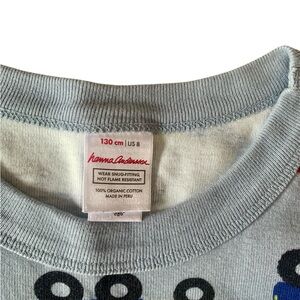 130 cm | US 8
hanna andersson
WEAR SNUG-FITTING,
NOT FLAME RESISTANT
100% ORGANIC COTTON
MADE IN PERU